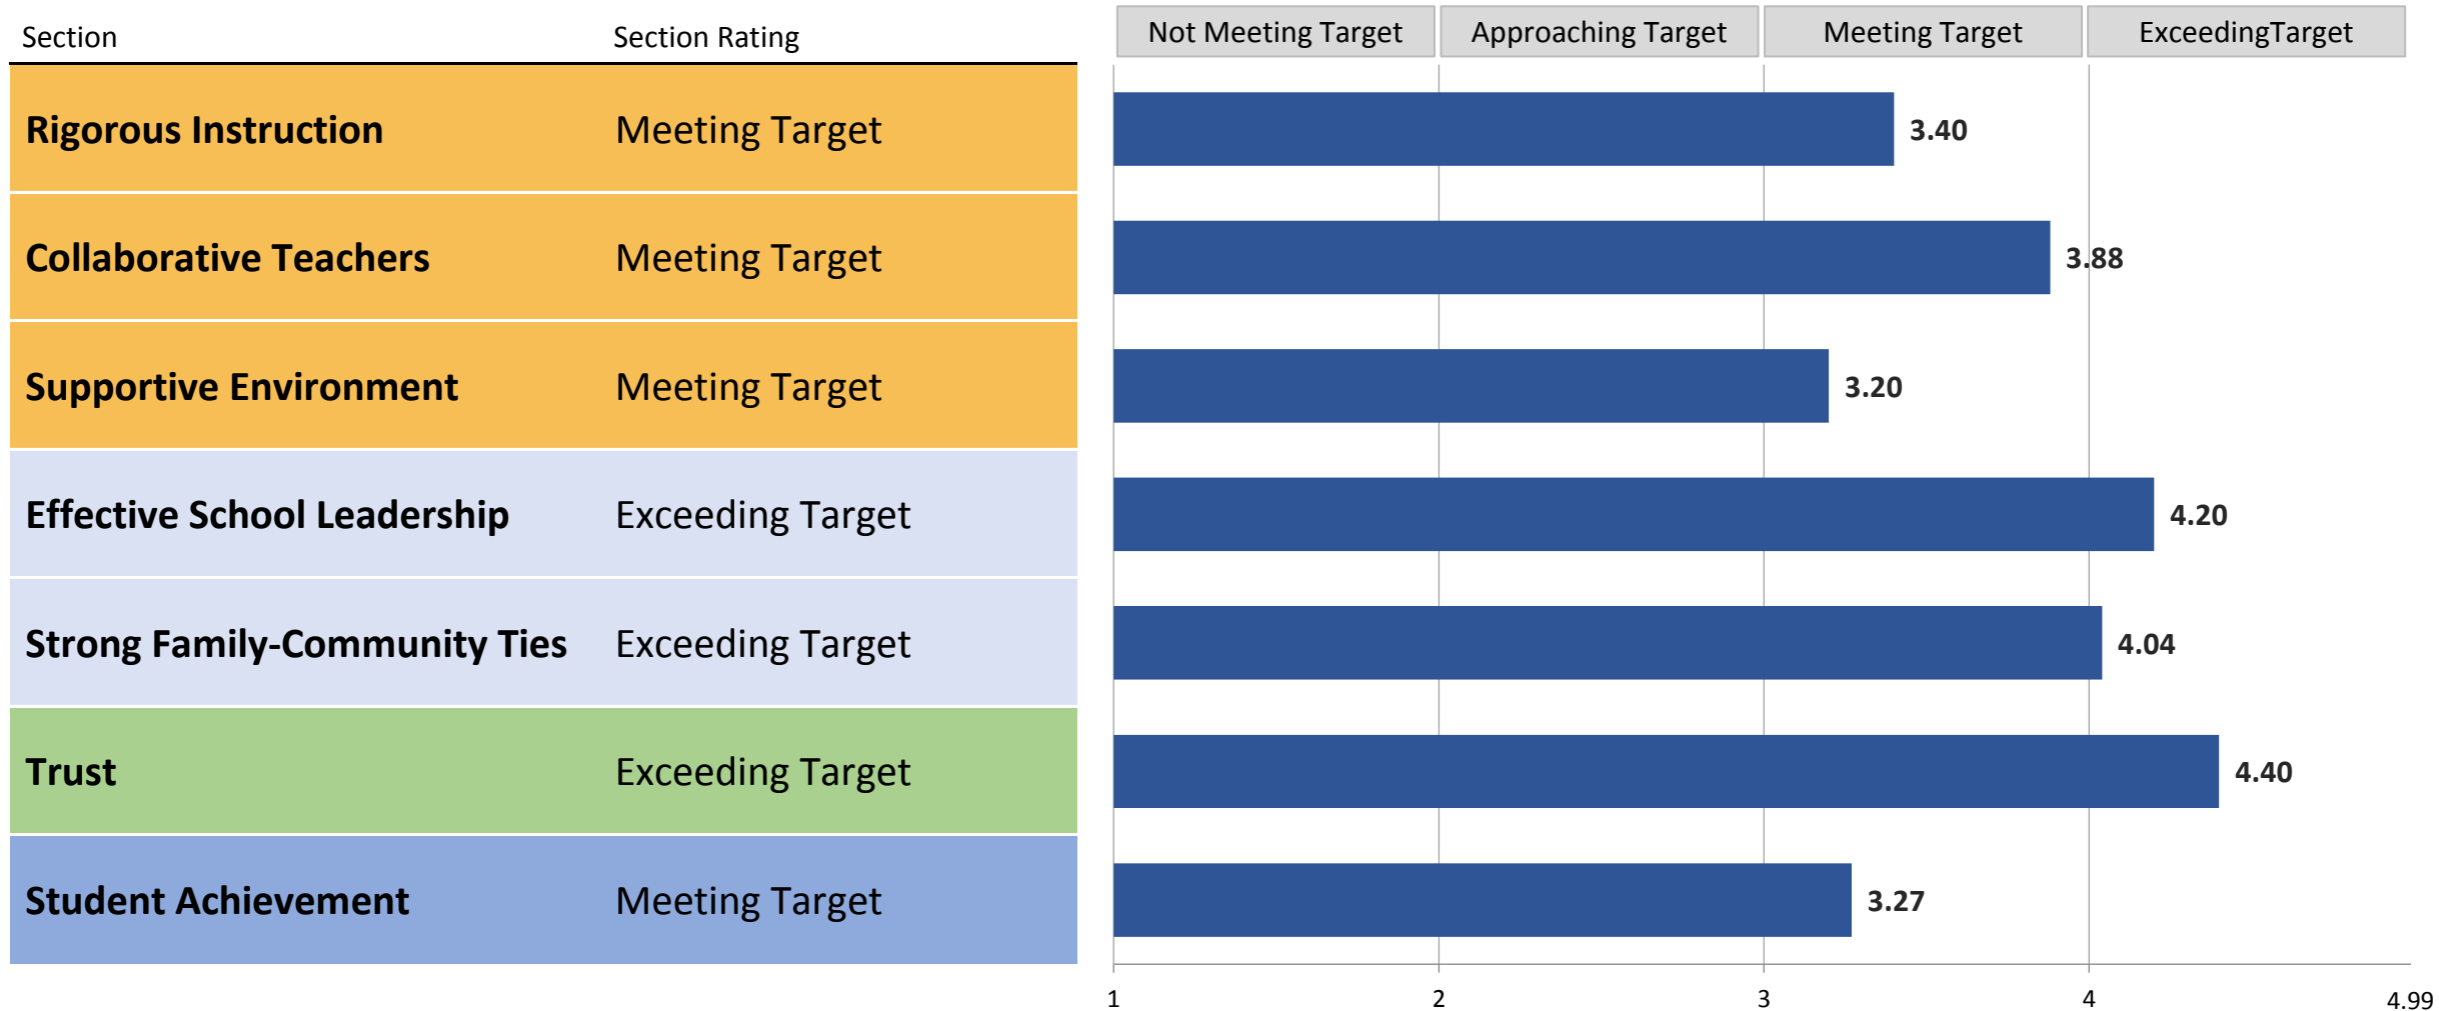 Section Section Rating Not Meeting Target Approaching Target Meeting Target ExceedingTarget
Rigorous Instruction Meeting Target 3.40
Collaborative Teachers Meeting Target 3.88
Supportive Environment Meeting Target 3.20
Effective School Leadership Exceeding Target 4.20
Strong Family-Community Ties Exceeding Target 4.04
Trust Exceeding Target 4.40
Student Achievement Meeting Target 3.27
1 2 3 4 4.99